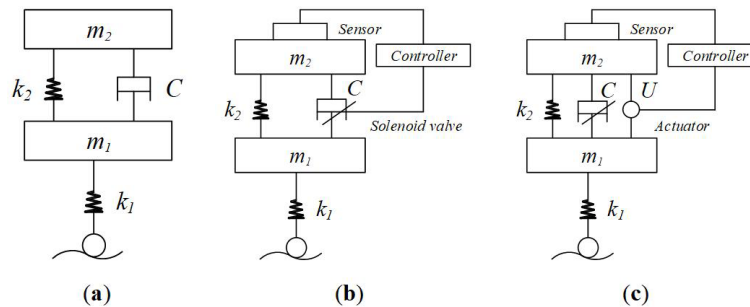 m₂
k₂
C
m₁
k₁
(a)
Sensor
Controller
m₂
C
k₂
Solenoid valve
m₁
k₁
(b)
Sensor
Controller
m₂
C U
k₂
Actuator
m₁
k₁
(c)